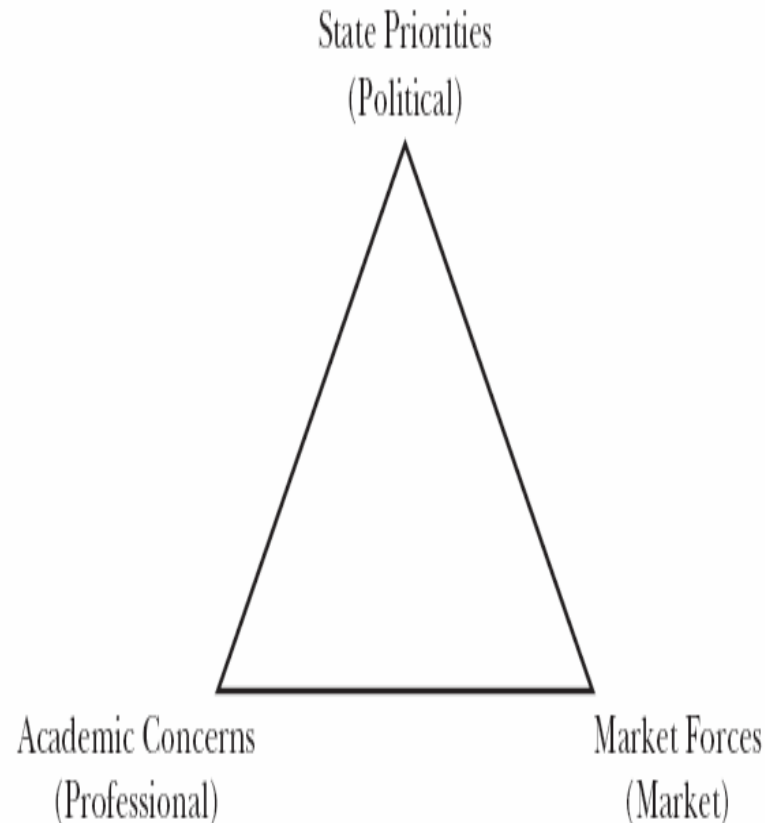 State Priorities
(Political)
Academic Concerns
(Professional)
Market Forces
(Market)